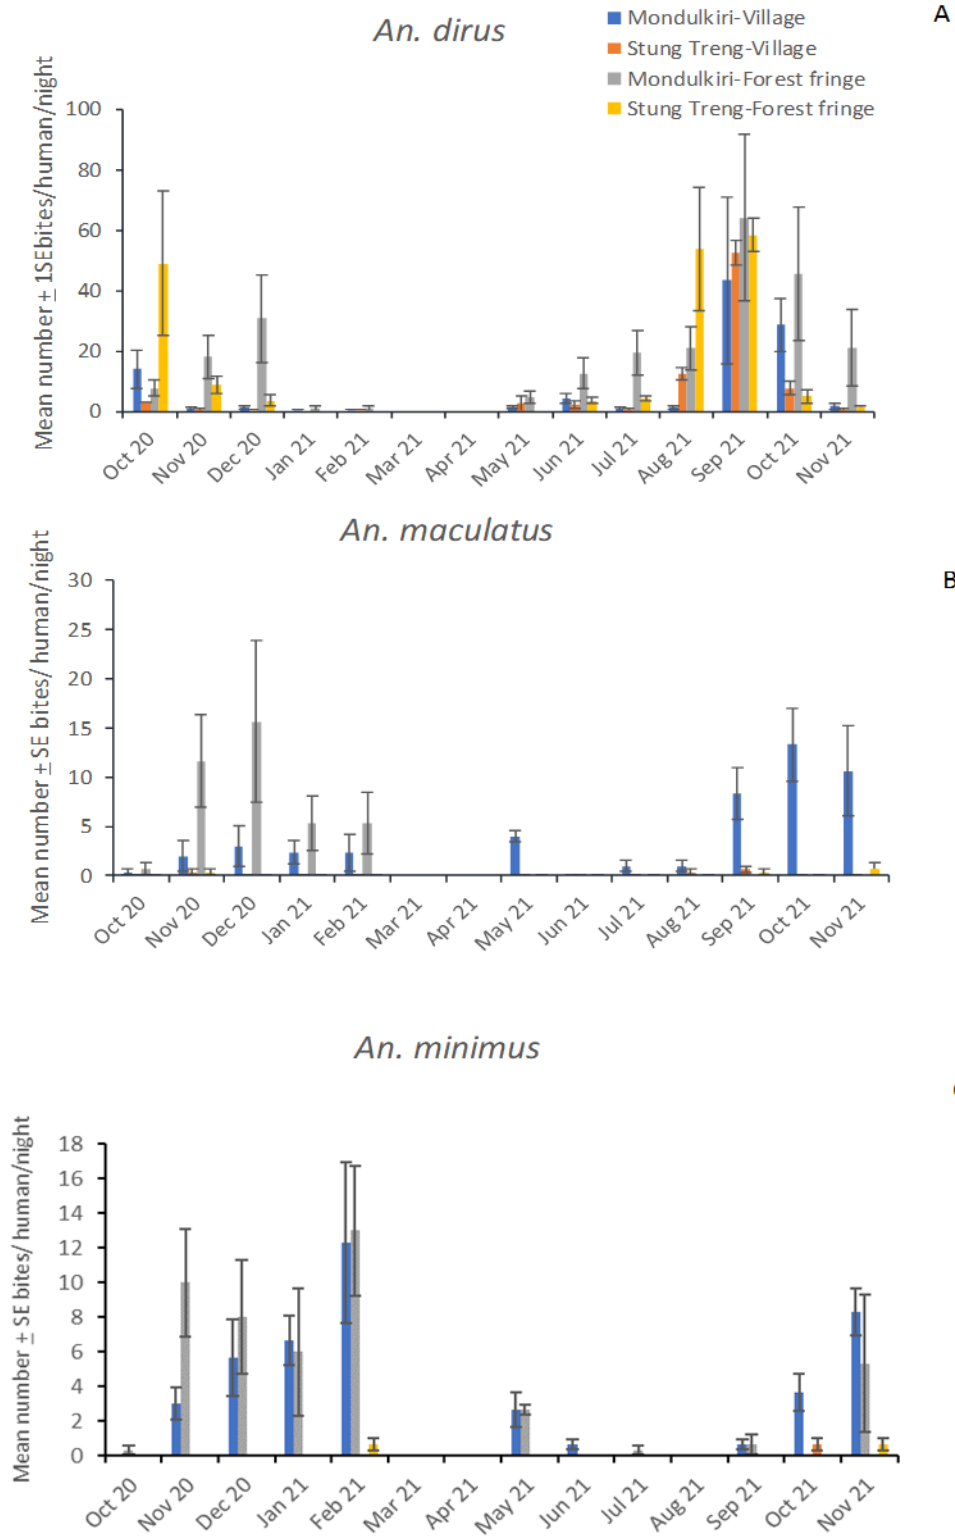 An. dirus
A
Mondulkiri-Village
Stung Treng-Village
Mondulkiri-Forest fringe
Stung Treng-Forest fringe
Mean number ± 1SEbites/human/night
100
80
60
40
20
0
Oct 20 Nov 20 Dec 20 Jan 21 Feb 21 Mar 21 Apr 21 May 21 Jun 21 Jul 21 Aug 21 Sep 21 Oct 21 Nov 21
An. maculatus
B
Mean number ± SE bites/ human/night
30
25
20
15
10
5
0
Oct 20 Nov 20 Dec 20 Jan 21 Feb 21 Mar 21 Apr 21 May 21 Jun 21 Jul 21 Aug 21 Sep 21 Oct 21 Nov 21
An. minimus
Mean number ± SE bites/ human/night
18
16
14
12
10
8
6
4
2
0
Oct 20 Nov 20 Dec 20 Jan 21 Feb 21 Mar 21 Apr 21 May 21 Jun 21 Jul 21 Aug 21 Sep 21 Oct 21 Nov 21